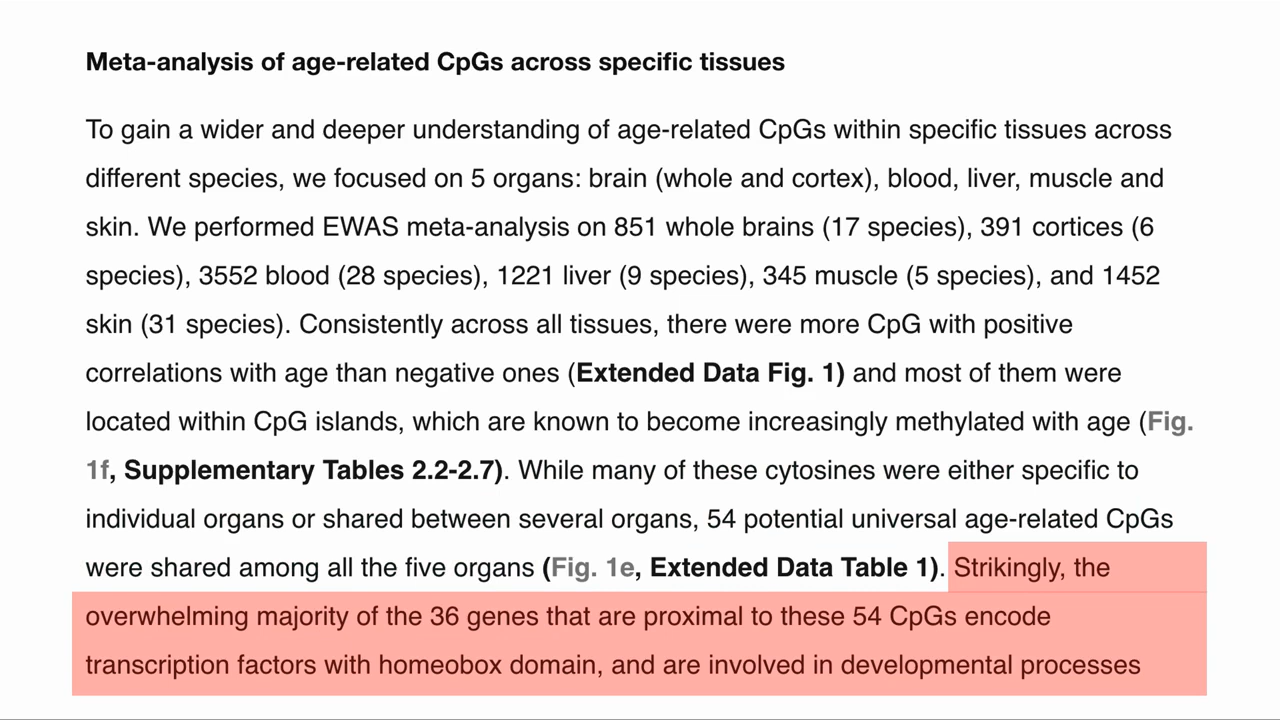 Meta-analysis of age-related CpGs across specific tissues
To gain a wider and deeper understanding of age-related CpGs within specific tissues across
different species, we focused on 5 organs: brain (whole and cortex), blood, liver, muscle and
skin. We performed EWAS meta-analysis on 851 whole brains (17 species), 391 cortices (6
species), 3552 blood (28 species), 1221 liver (9 species), 345 muscle (5 species), and 1452
skin (31 species). Consistently across all tissues, there were more CpG with positive
correlations with age than negative ones (Extended Data Fig. 1) and most of them were
located within CpG islands, which are known to become increasingly methylated with age (Fig.
1f, Supplementary Tables 2.2-2.7). While many of these cytosines were either specific to
individual organs or shared between several organs, 54 potential universal age-related CpGs
were shared among all the five organs (Fig. 1e, Extended Data Table 1). Strikingly, the
overwhelming majority of the 36 genes that are proximal to these 54 CpGs encode
transcription factors with homeobox domain, and are involved in developmental processes